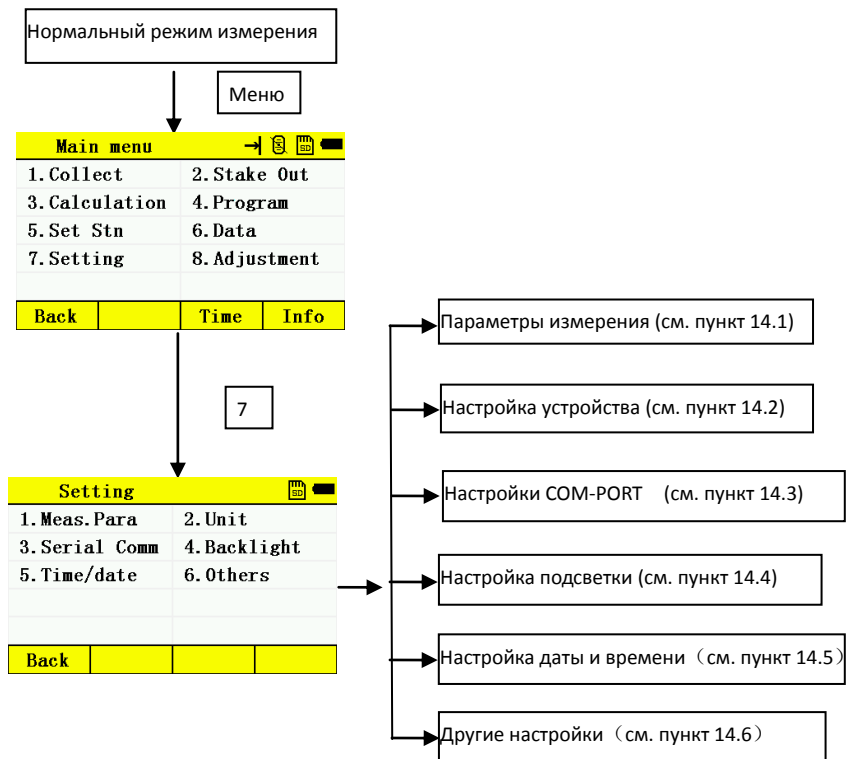 Нормальный режим измерения
Меню
Main menu
SD
1.Collect 2.Stake Out
3.Calculation 4.Program
5.Set Stn 6.Data
7.Setting 8.Adjustment
Back Time Info
7
Setting
SD
1.Meas.Para 2.Unit
3.Serial Comm 4.Backlight
5.Time/date 6.Others
Back
Параметры измерения (см. пункт 14.1)
Настройка устройства (см. пункт 14.2)
Настройки COM-PORT (см. пункт 14.3)
Настройка подсветки (см. пункт 14.4)
Настройка даты и времени（см. пункт 14.5）
Другие настройки（см. пункт 14.6）